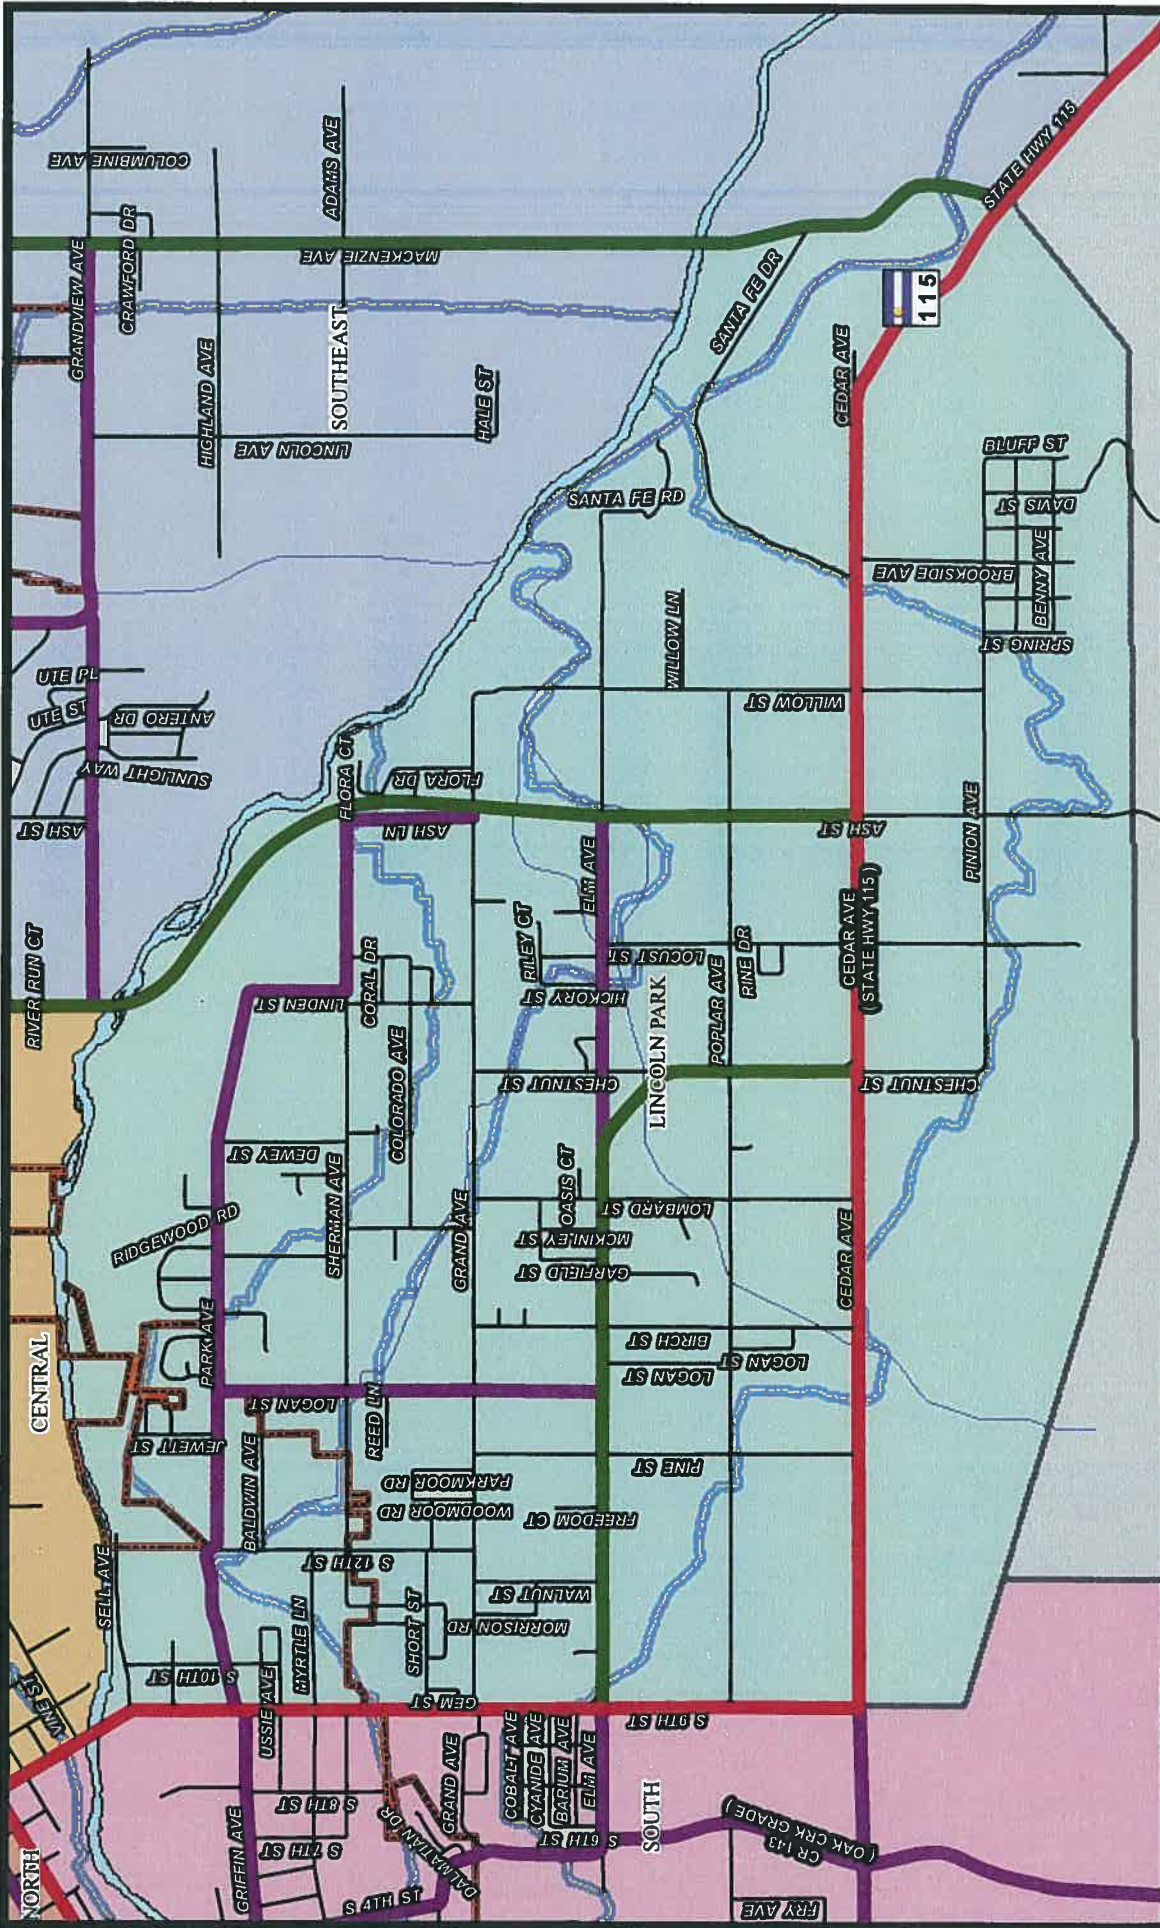 COLUMBINE AVE
GRANDVIEW AVE
CRAWFORD DR
ADAMS AVE
MACKENZIE AVE
HIGHLAND AVE
SOUTHEAST
LINCOLN AVE
HALE ST
STATE HWY 115
SANTA FE DR
115
CEDAR AVE
SANTA FE RD
BLUFF ST
DAVIS ST
BENNY AVE
BROOKSIDE AVE
SPRING ST
UTE PL
UTE ST
ANTERO DR
SUNLIGHT WAY
ASH ST
WILLOW LN
WILLOW ST
FLORA CT
FLORA DR
ASH LN
ASH ST
ELM AVE
PINION AVE
CEDAR AVE
(STATE HWY 115)
RIVER RUN CT
LINDEN ST
CORAL DR
COLORADO AVE
RILEY CT
HICKORY ST
LOCUST ST
RINE DR
POPLAR AVE
LINCOLN PARK
CHESTNUT ST
CHESTNUT ST
DEWEY ST
RIDGEWOOD RD
SHERMAN AVE
GRAND AVE
OASIS CT
LOMBARD ST
MCKINLEY ST
GARFIELD ST
CEDAR AVE
CENTRAL
PARK AVE
BIRCH ST
LOGAN ST
LOGAN ST
LOGAN ST
REED LN
JEWETT ST
BALDWIN AVE
PARKMOOR RD
WOODMOOR RD
PINE ST
FREEDOM CT
SELL AVE
S 12TH ST
WALNUT ST
MORRISON RD
SHORT ST
MYRTLE LN
S 10TH ST
GEM ST
VINE ST
USSIE AVE
S 9TH ST
COBALT AVE
CYANIDE AVE
BARIUM AVE
ELM AVE
GRAND AVE
S 8TH ST
S 7TH ST
DALMATIAN DR
GRIFFIN AVE
S 6TH ST
SOUTH
CR 143
( OAK CRK GRADE )
S 4TH ST
FRY AVE
NORTH